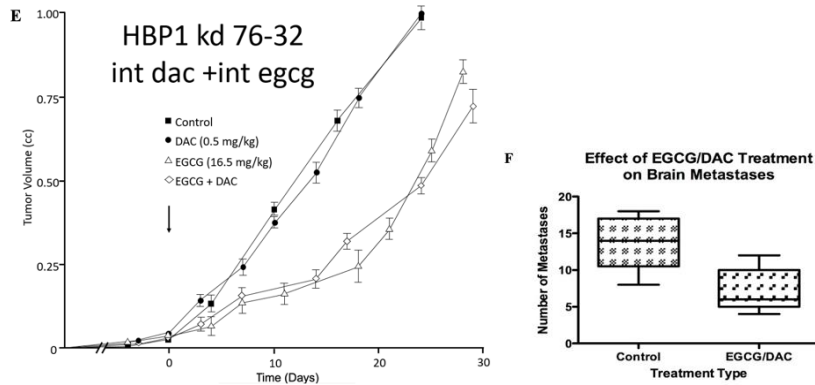 E
HBP1 kd 76-32
int dac +int egcg
Control
DAC (0.5 mg/kg)
EGCG (16.5 mg/kg)
EGCG + DAC
Tumor Volume (cc)
1.00
0.75
0.50
0.25
0
0 10 20 30
Time (Days)
F
Effect of EGCG/DAC Treatment
on Brain Metastases
Number of Metastases
20
15
10
5
0
Control EGCG/DAC
Treatment Type